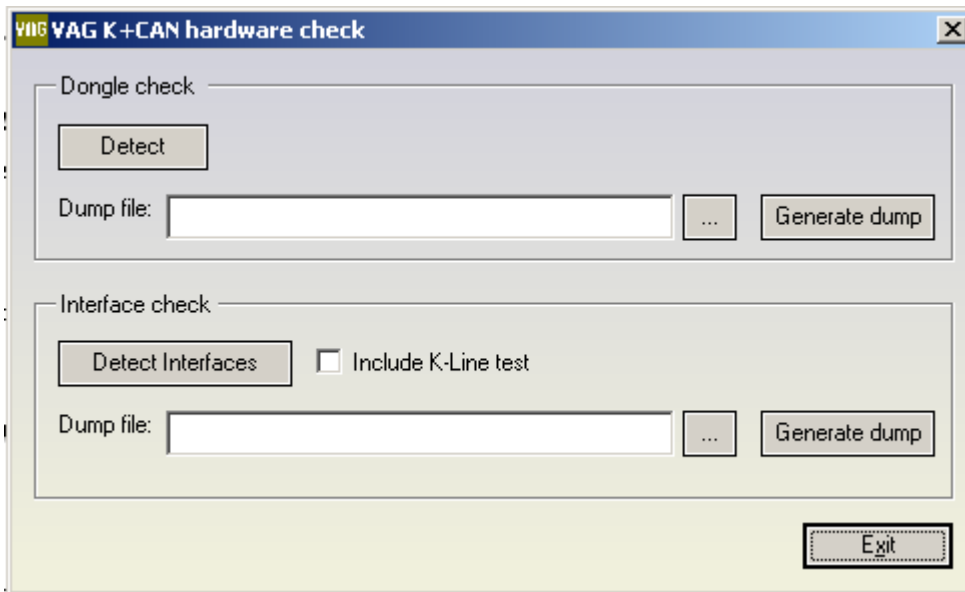 VAG VAG K+CAN hardware check
Dongle check
Detect
Dump file: ... Generate dump
Interface check
Detect Interfaces Include K-Line test
Dump file: ... Generate dump
Exit